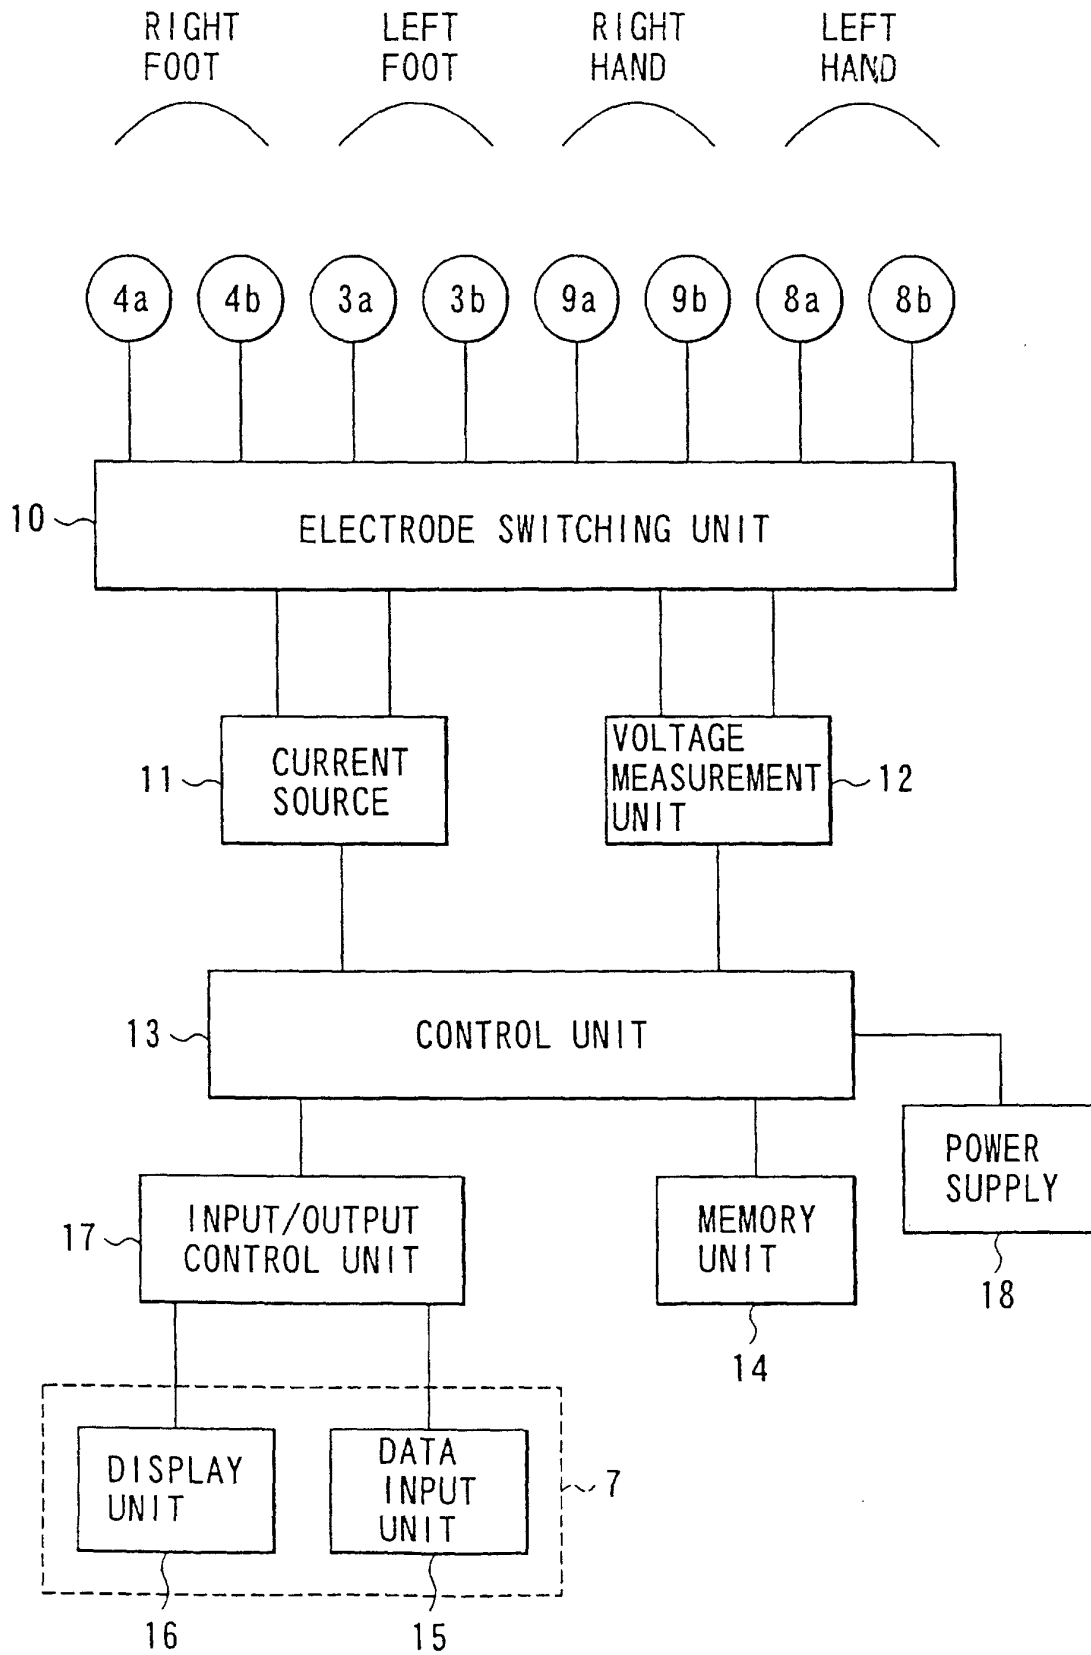 RIGHT FOOT
LEFT FOOT
RIGHT HAND
LEFT HAND
4a 4b 3a 3b 9a 9b 8a 8b
10
ELECTRODE SWITCHING UNIT
11
CURRENT
SOURCE
VOLTAGE
MEASUREMENT
UNIT
12
13
CONTROL UNIT
POWER
SUPPLY
18
17
INPUT/OUTPUT
CONTROL UNIT
MEMORY
UNIT
14
DISPLAY
UNIT
16
DATA
INPUT
UNIT
15
7